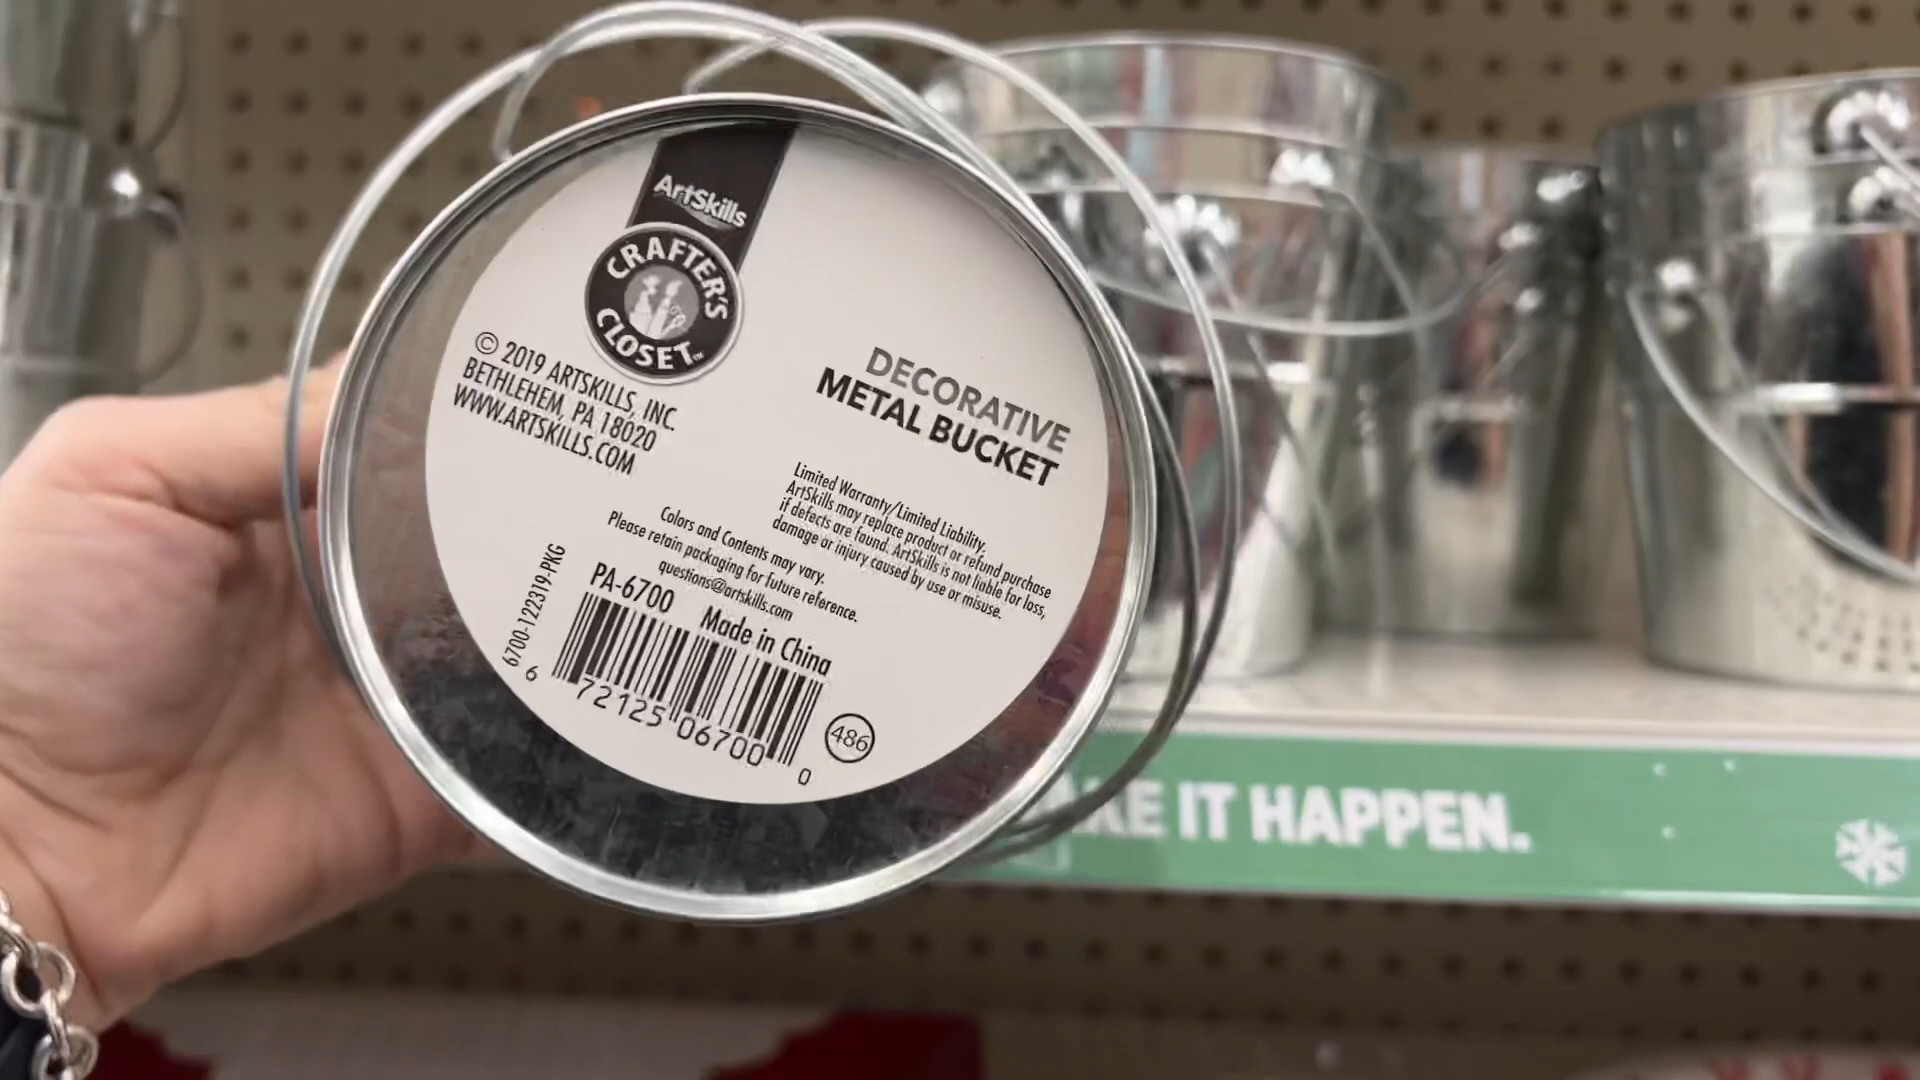 ArtSkills
CRAFTER'S
CLOSET™
© 2019 ARTSKILLS, INC.
BETHLEHEM, PA 18020
WWW.ARTSKILLS.COM
DECORATIVE
METAL BUCKET
Limited Warranty/Limited Liability.
ArtSkills may replace product or refund purchase
if defects are found. ArtSkills is not liable for loss,
damage or injury caused by use or misuse.
Colors and Contents may vary.
Please retain packaging for future reference.
questions@artskills.com
6700-122319-PKG
PA-6700
Made in China
6 72125 06700 0
486
IT HAPPEN.